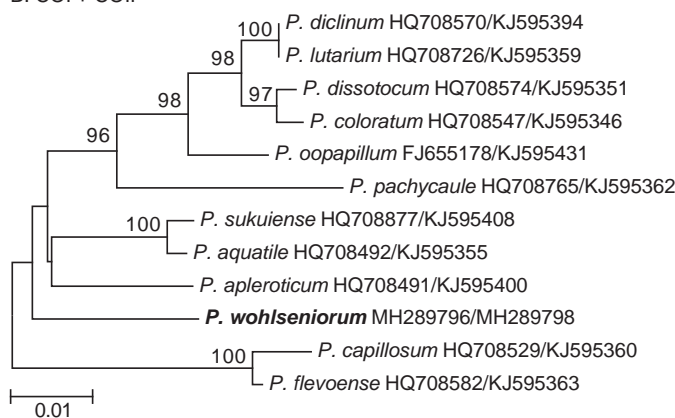 100
P. diclinum HQ708570/KJ595394
98
P. lutarium HQ708726/KJ595359
98
97
P. dissotocum HQ708574/KJ595351
96
P. coloratum HQ708547/KJ595346
P. oopapillum FJ655178/KJ595431
P. pachycaule HQ708765/KJ595362
100
P. sukuiense HQ708877/KJ595408
P. aquatile HQ708492/KJ595355
P. apleroticum HQ708491/KJ595400
P. wohlseniorum MH289796/MH289798
100
P. capillosum HQ708529/KJ595360
P. flevoense HQ708582/KJ595363
0.01